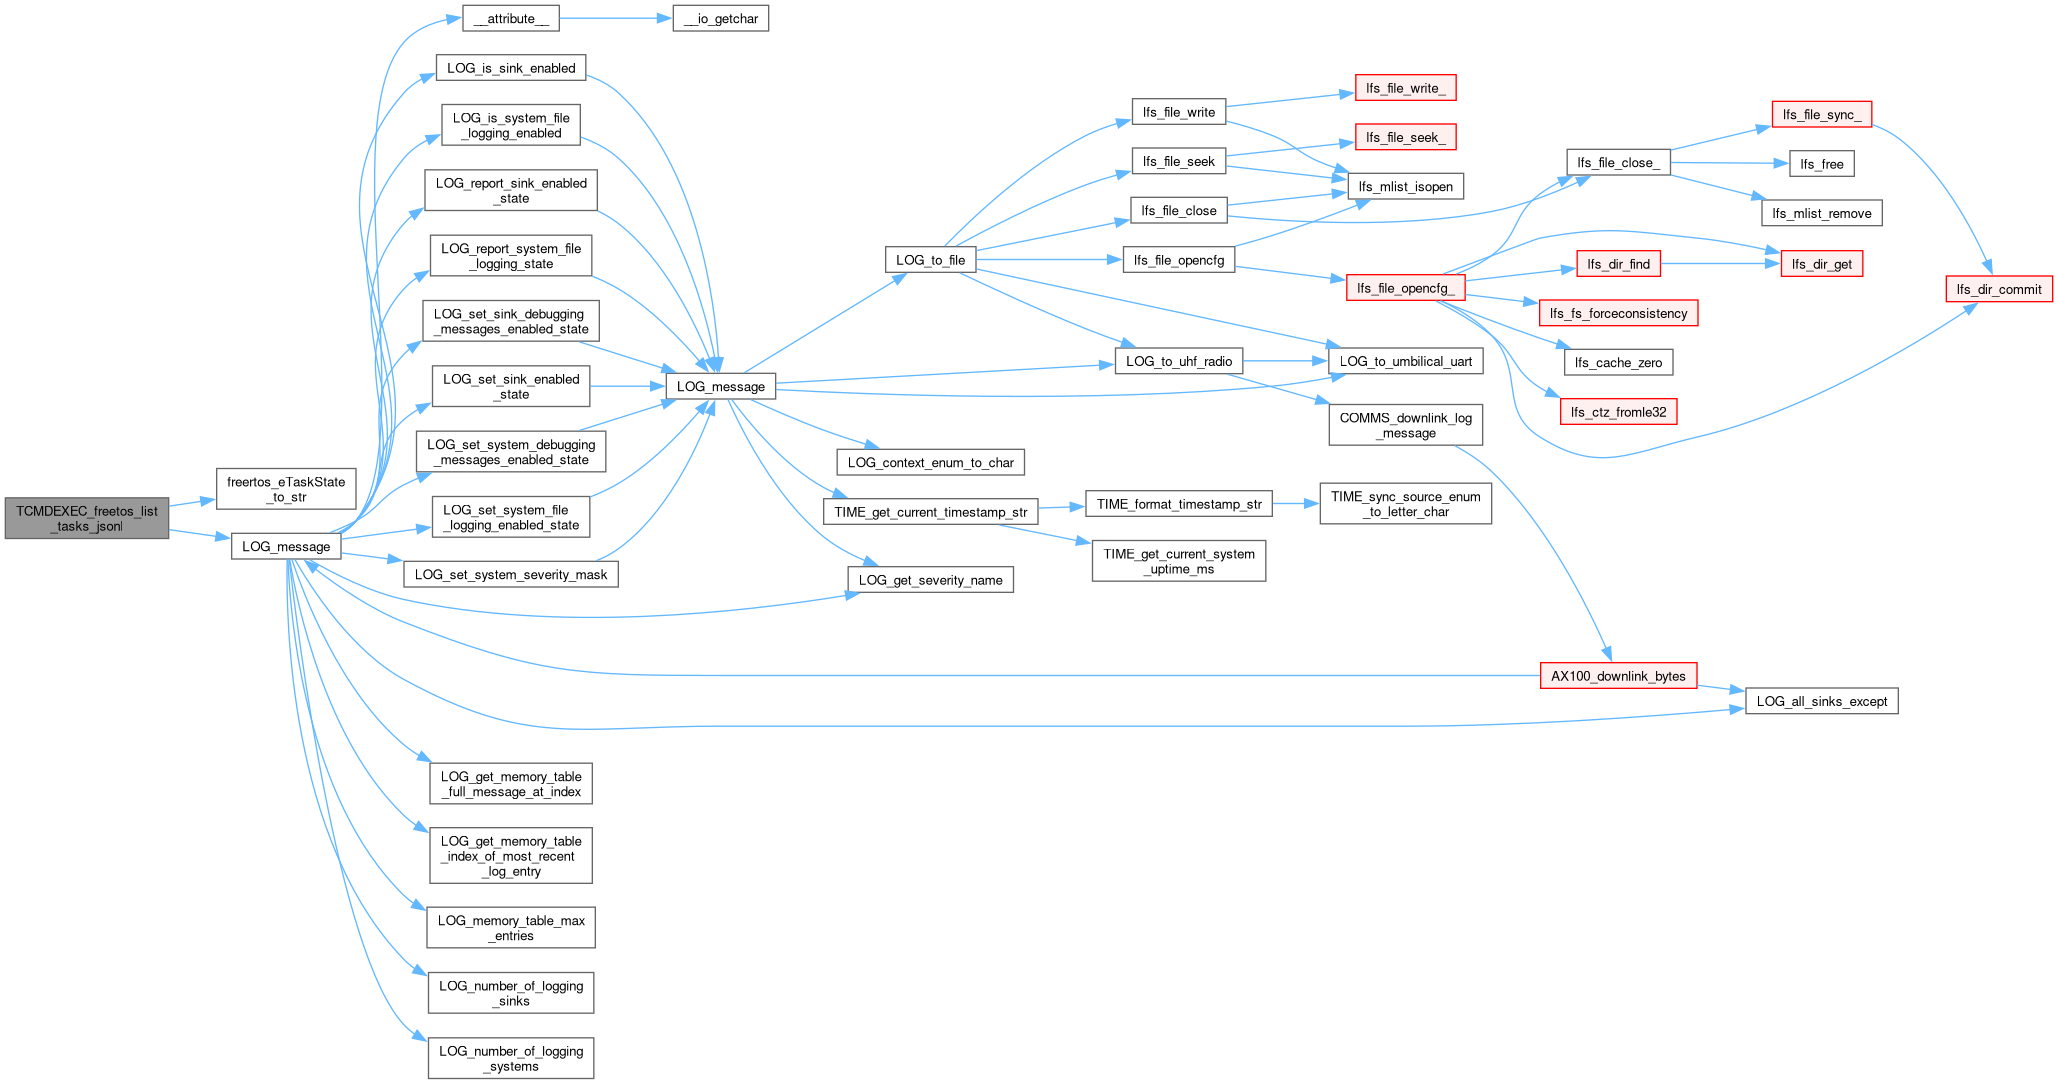 TCMDEXEC_freetos_list
_tasks_jsonl
freertos_eTaskState
_to_str
LOG_message
__attribute__
__io_getchar
LOG_is_sink_enabled
LOG_is_system_file
_logging_enabled
LOG_report_sink_enabled
_state
LOG_report_system_file
_logging_state
LOG_set_sink_debugging
_messages_enabled_state
LOG_set_sink_enabled
_state
LOG_set_system_debugging
_messages_enabled_state
LOG_set_system_file
_logging_enabled_state
LOG_set_system_severity_mask
LOG_get_memory_table
_full_message_at_index
LOG_get_memory_table
_index_of_most_recent
_log_entry
LOG_memory_table_max
_entries
LOG_number_of_logging
_sinks
LOG_number_of_logging
_systems
LOG_message
LOG_to_file
LOG_context_enum_to_char
TIME_get_current_timestamp_str
LOG_get_severity_name
lfs_file_write
lfs_file_seek
lfs_file_close
lfs_file_opencfg
LOG_to_uhf_radio
TIME_format_timestamp_str
TIME_get_current_system
_uptime_ms
lfs_file_write_
lfs_file_seek_
lfs_mlist_isopen
lfs_file_opencfg_
LOG_to_umbilical_uart
COMMS_downlink_log
_message
TIME_sync_source_enum
_to_letter_char
lfs_file_close_
lfs_dir_find
lfs_fs_forceconsistency
lfs_cache_zero
lfs_ctz_fromle32
AX100_downlink_bytes
lfs_file_sync_
lfs_free
lfs_mlist_remove
lfs_dir_get
LOG_all_sinks_except
lfs_dir_commit